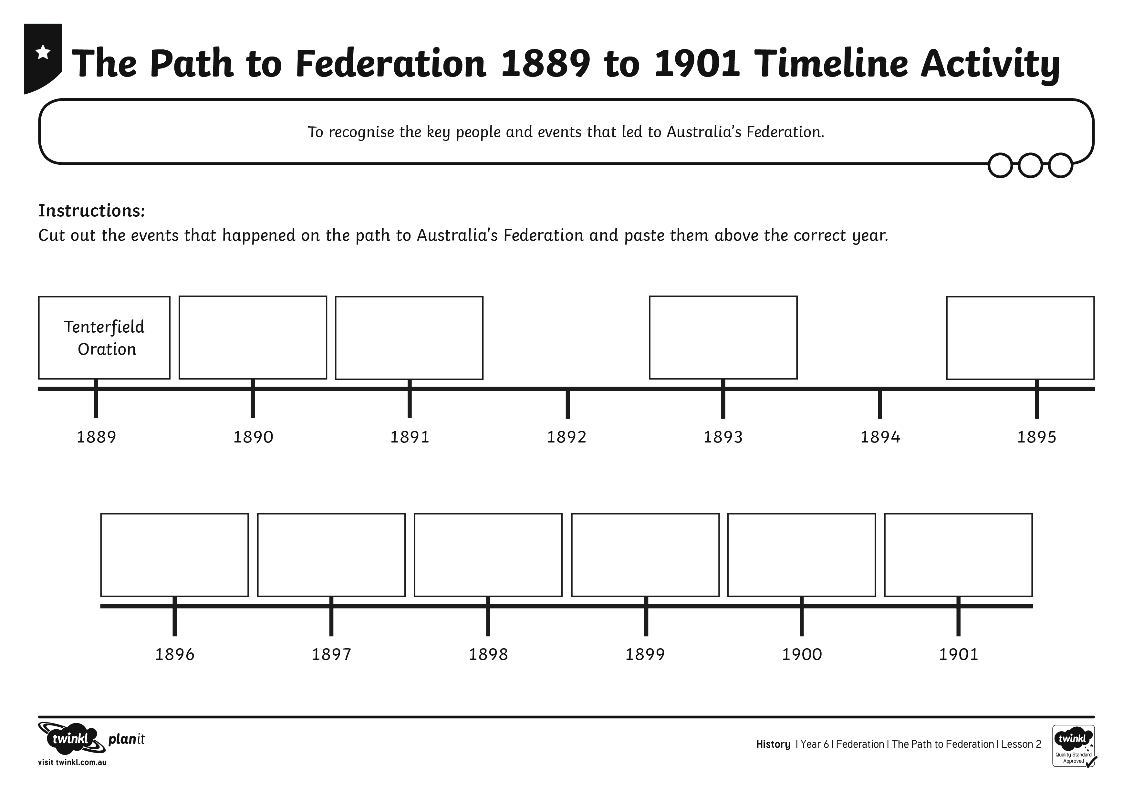 The Path to Federation 1889 to 1901 Timeline Activity
To recognise the key people and events that led to Australia's Federation.
Instructions:
Cut out the events that happened on the path to Australia's Federation and paste them above the correct year.
Tenterfield
Oration
1889 1890 1891 1892 1893 1894 1895
1896 1897 1898 1899 1900 1901
twinkl planit
visit twinkl.com.au
History | Year 6 | Federation | The Path to Federation | Lesson 2
twinkl
Quality Standard
Approved